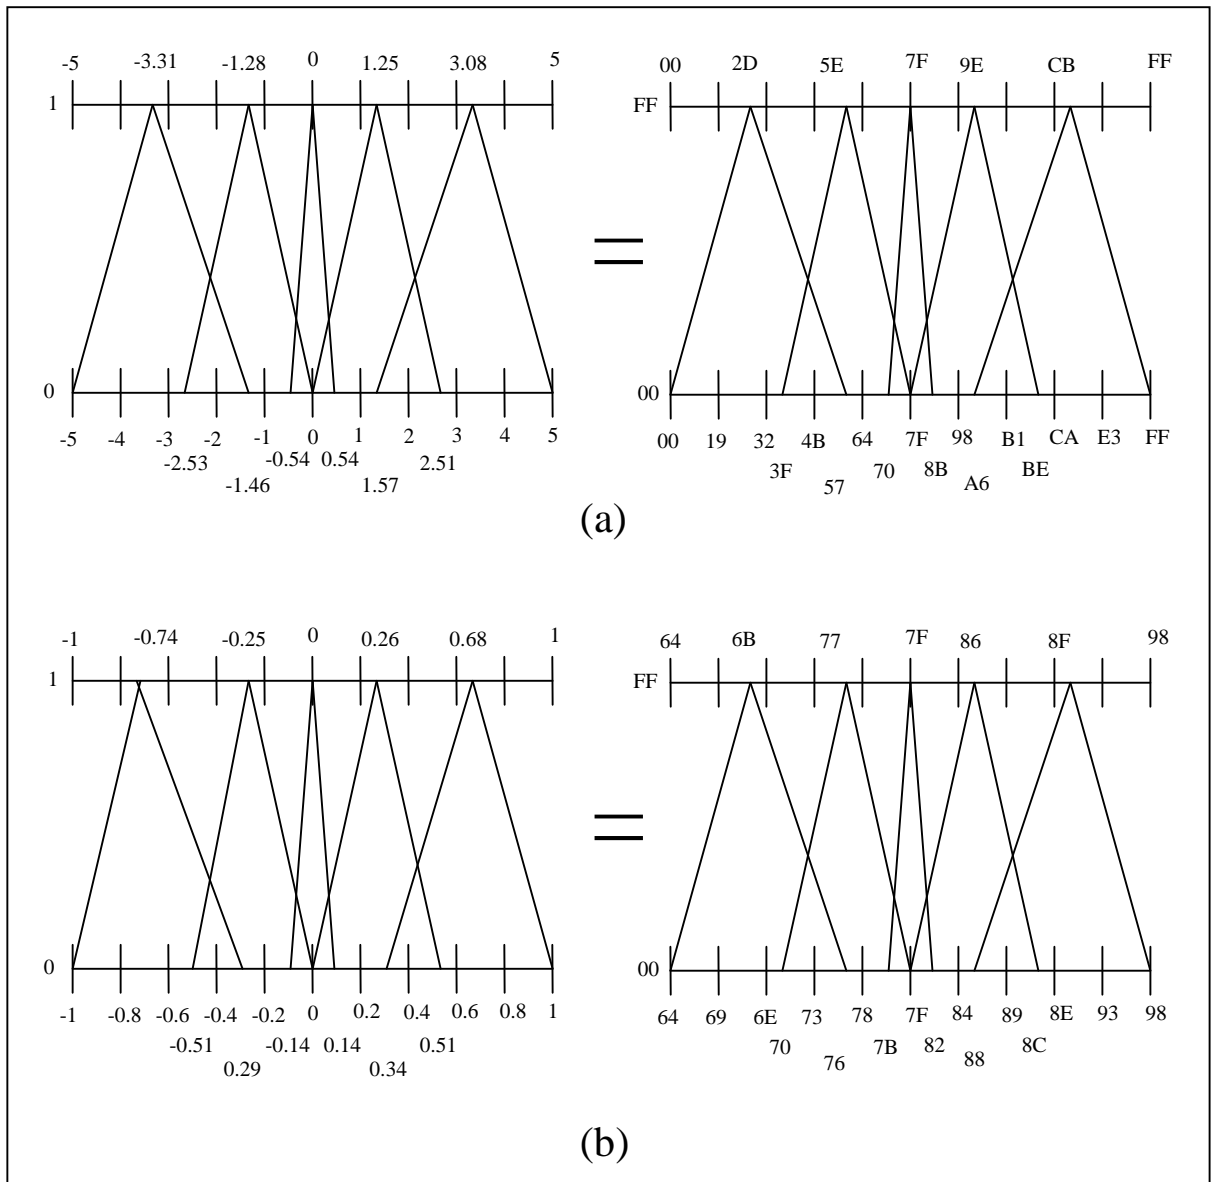 -5 -3.31 -1.28 0 1.25 3.08 5
00 2D 5E 7F 9E CB FF
1
FF
0
00
-5 -4 -3 -2 -1 0 1 2 3 4 5
00 19 32 4B 64 7F 98 B1 CA E3 FF
-2.53 -0.54 0.54 2.51
3F 70 8B BE
-1.46 1.57
57 A6
(a)
-1 -0.74 -0.25 0 0.26 0.68 1
64 6B 77 7F 86 8F 98
1
FF
0
00
-1 -0.8 -0.6 -0.4 -0.2 0 0.2 0.4 0.6 0.8 1
64 69 6E 73 78 7F 84 89 8E 93 98
-0.51 -0.14 0.14 0.51
70 7B 82 8C
0.29 0.34
76 88
(b)